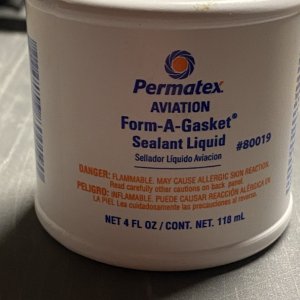 Permatex®
AVIATION
Form-A-Gasket®
Sealant Liquid
#80019
Sellador Líquido Aviacion
DANGER: FLAMMABLE. MAY CAUSE ALLERGIC SKIN REACTION.
Read carefully other cautions on back panel.
PELIGRO: INFLAMABLE. PUEDE CAUSAR REACCIÓN ALÉRGICA EN
LA PIEL Lea cuidadosamente las precauciones al reverso.
NET 4 FL OZ / CONT. NET. 118 mL